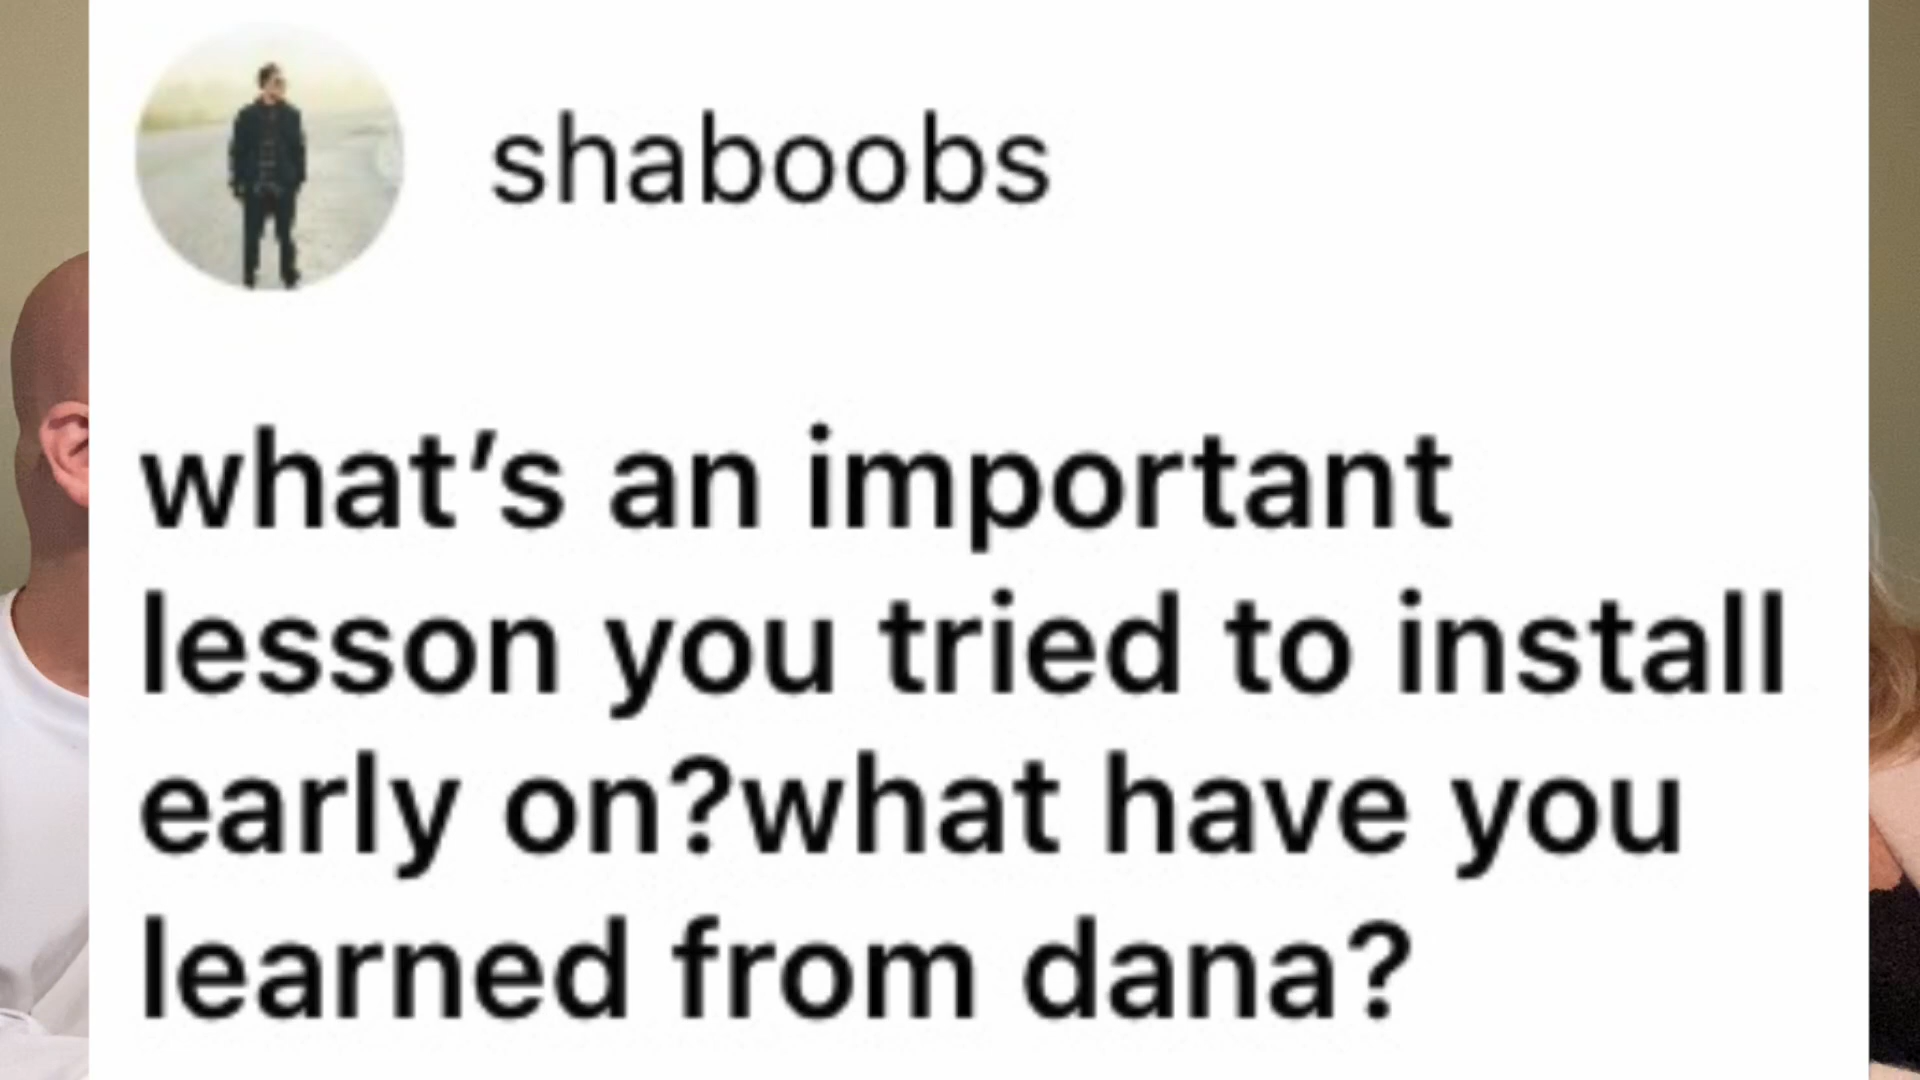 shaboobs
what’s an important
lesson you tried to install
early on?what have you
learned from dana?